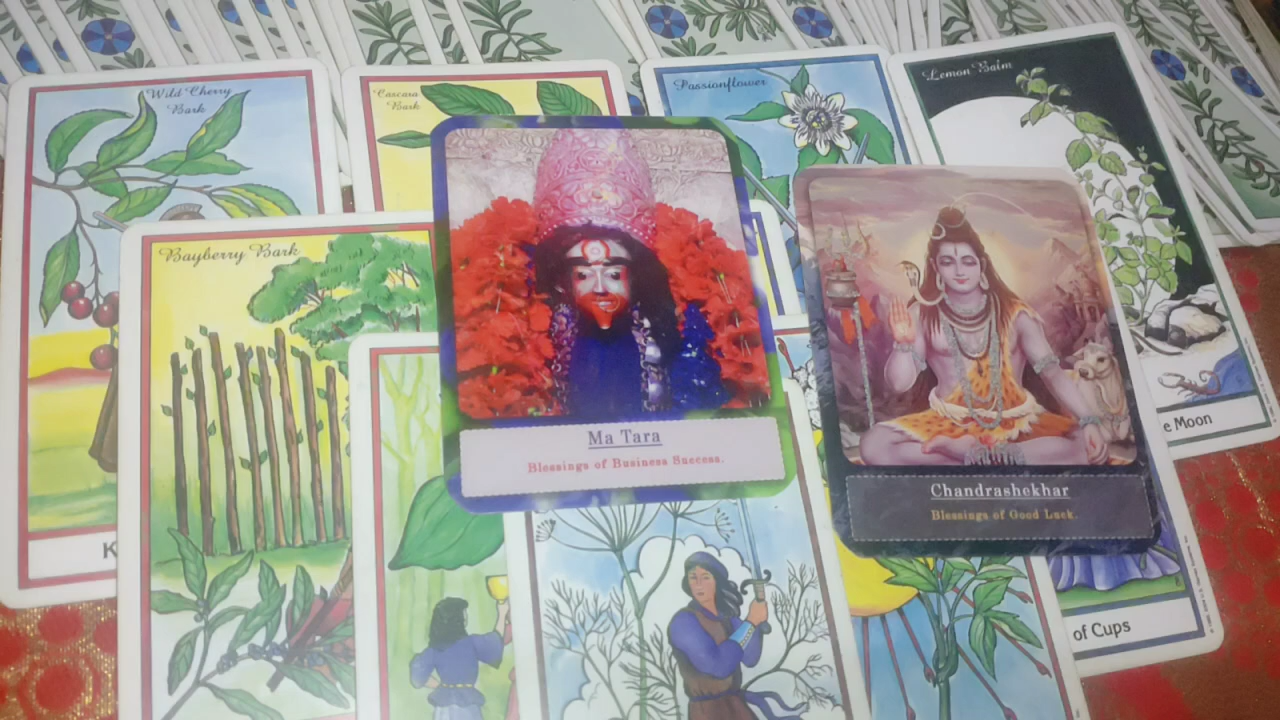 Wild Cherry
Bark
Cascara
Bark
Passionflower
Lemon Balm
Bayberry Bark
Ma Tara
Blessings of Business Success.
Chandrashekhar
Blessings of Good Luck.
e Moon
K
of Cups